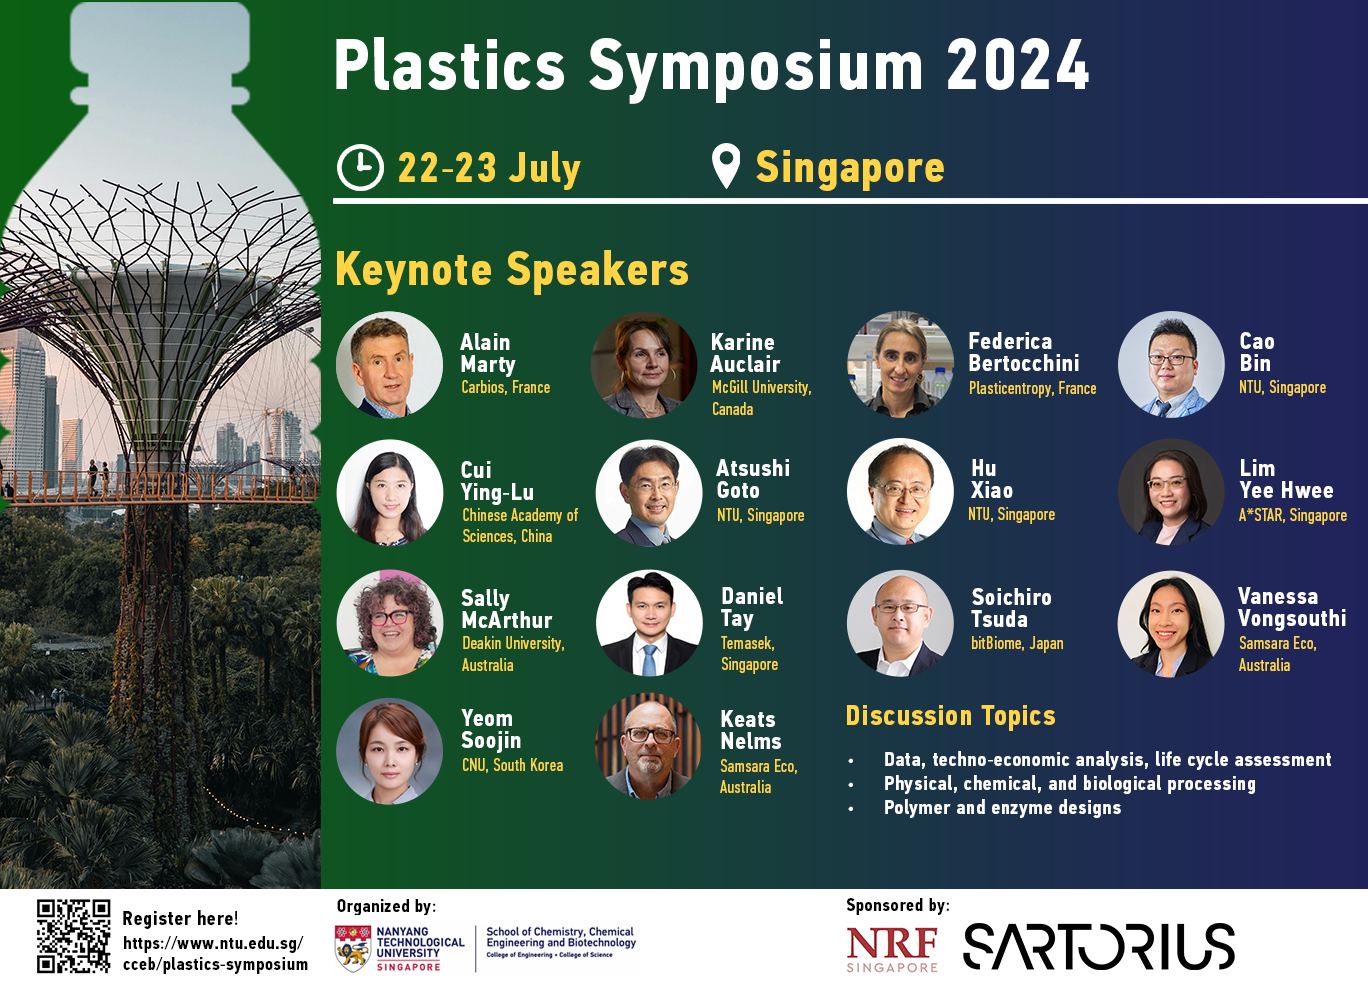 Plastics Symposium 2024
22-23 July
Singapore
Keynote Speakers
Alain
Marty
Carbios, France
Karine
Auclair
McGill University,
Canada
Federica
Bertocchini
Plasticentropy, France
Cao
Bin
NTU, Singapore
Cui
Ying-Lu
Chinese Academy of
Sciences, China
Atsushi
Goto
NTU, Singapore
Hu
Xiao
NTU, Singapore
Lim
Yee Hwee
A*STAR, Singapore
Sally
McArthur
Deakin University,
Australia
Daniel
Tay
Temasek,
Singapore
Soichiro
Tsuda
bitBiome, Japan
Vanessa
Vongsouthi
Samsara Eco,
Australia
Yeom
Soojin
CNU, South Korea
Keats
Nelms
Samsara Eco,
Australia
Discussion Topics
• Data, techno-economic analysis, life cycle assessment
• Physical, chemical, and biological processing
• Polymer and enzyme designs
Register here!
https://www.ntu.edu.sg/
cceb/plastics-symposium
Organized by:
NANYANG
TECHNOLOGICAL
UNIVERSITY
SINGAPORE
School of Chemistry, Chemical
Engineering and Biotechnology
College of Engineering • College of Science
Sponsored by:
NRF
SINGAPORE
SARTORIUS